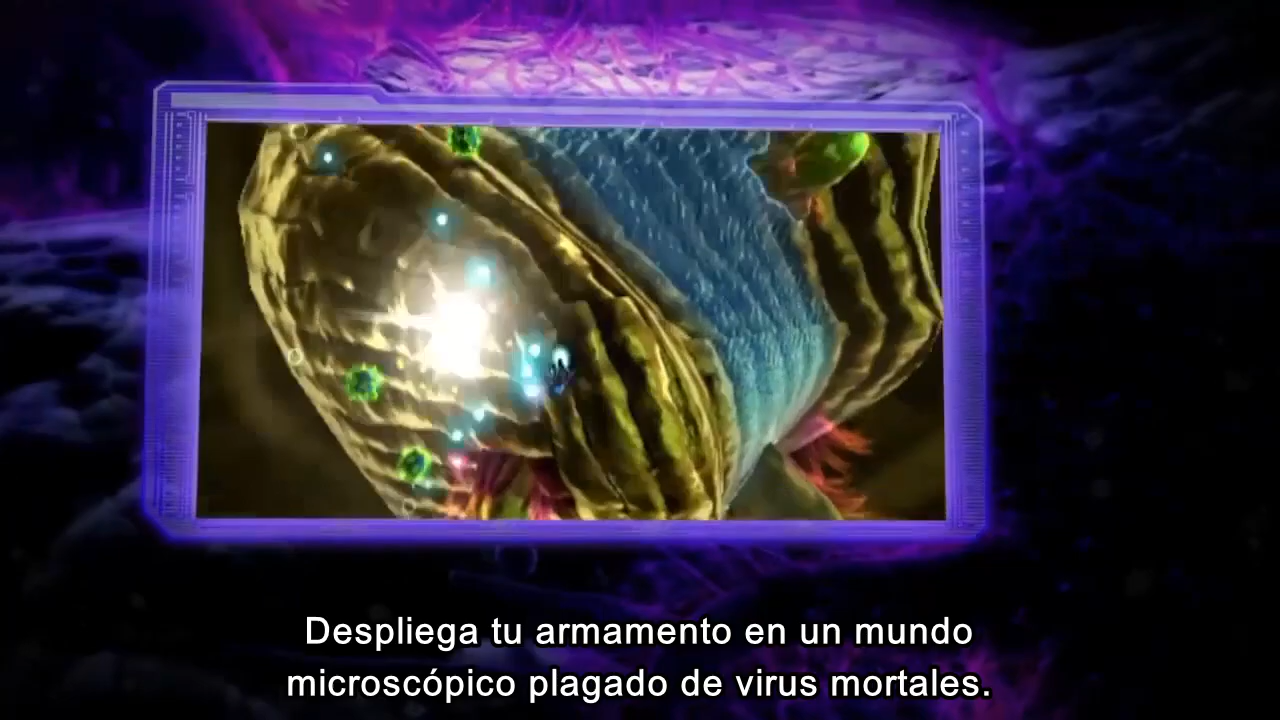 Despliega tu armamento en un mundo
microscópico plagado de virus mortales.